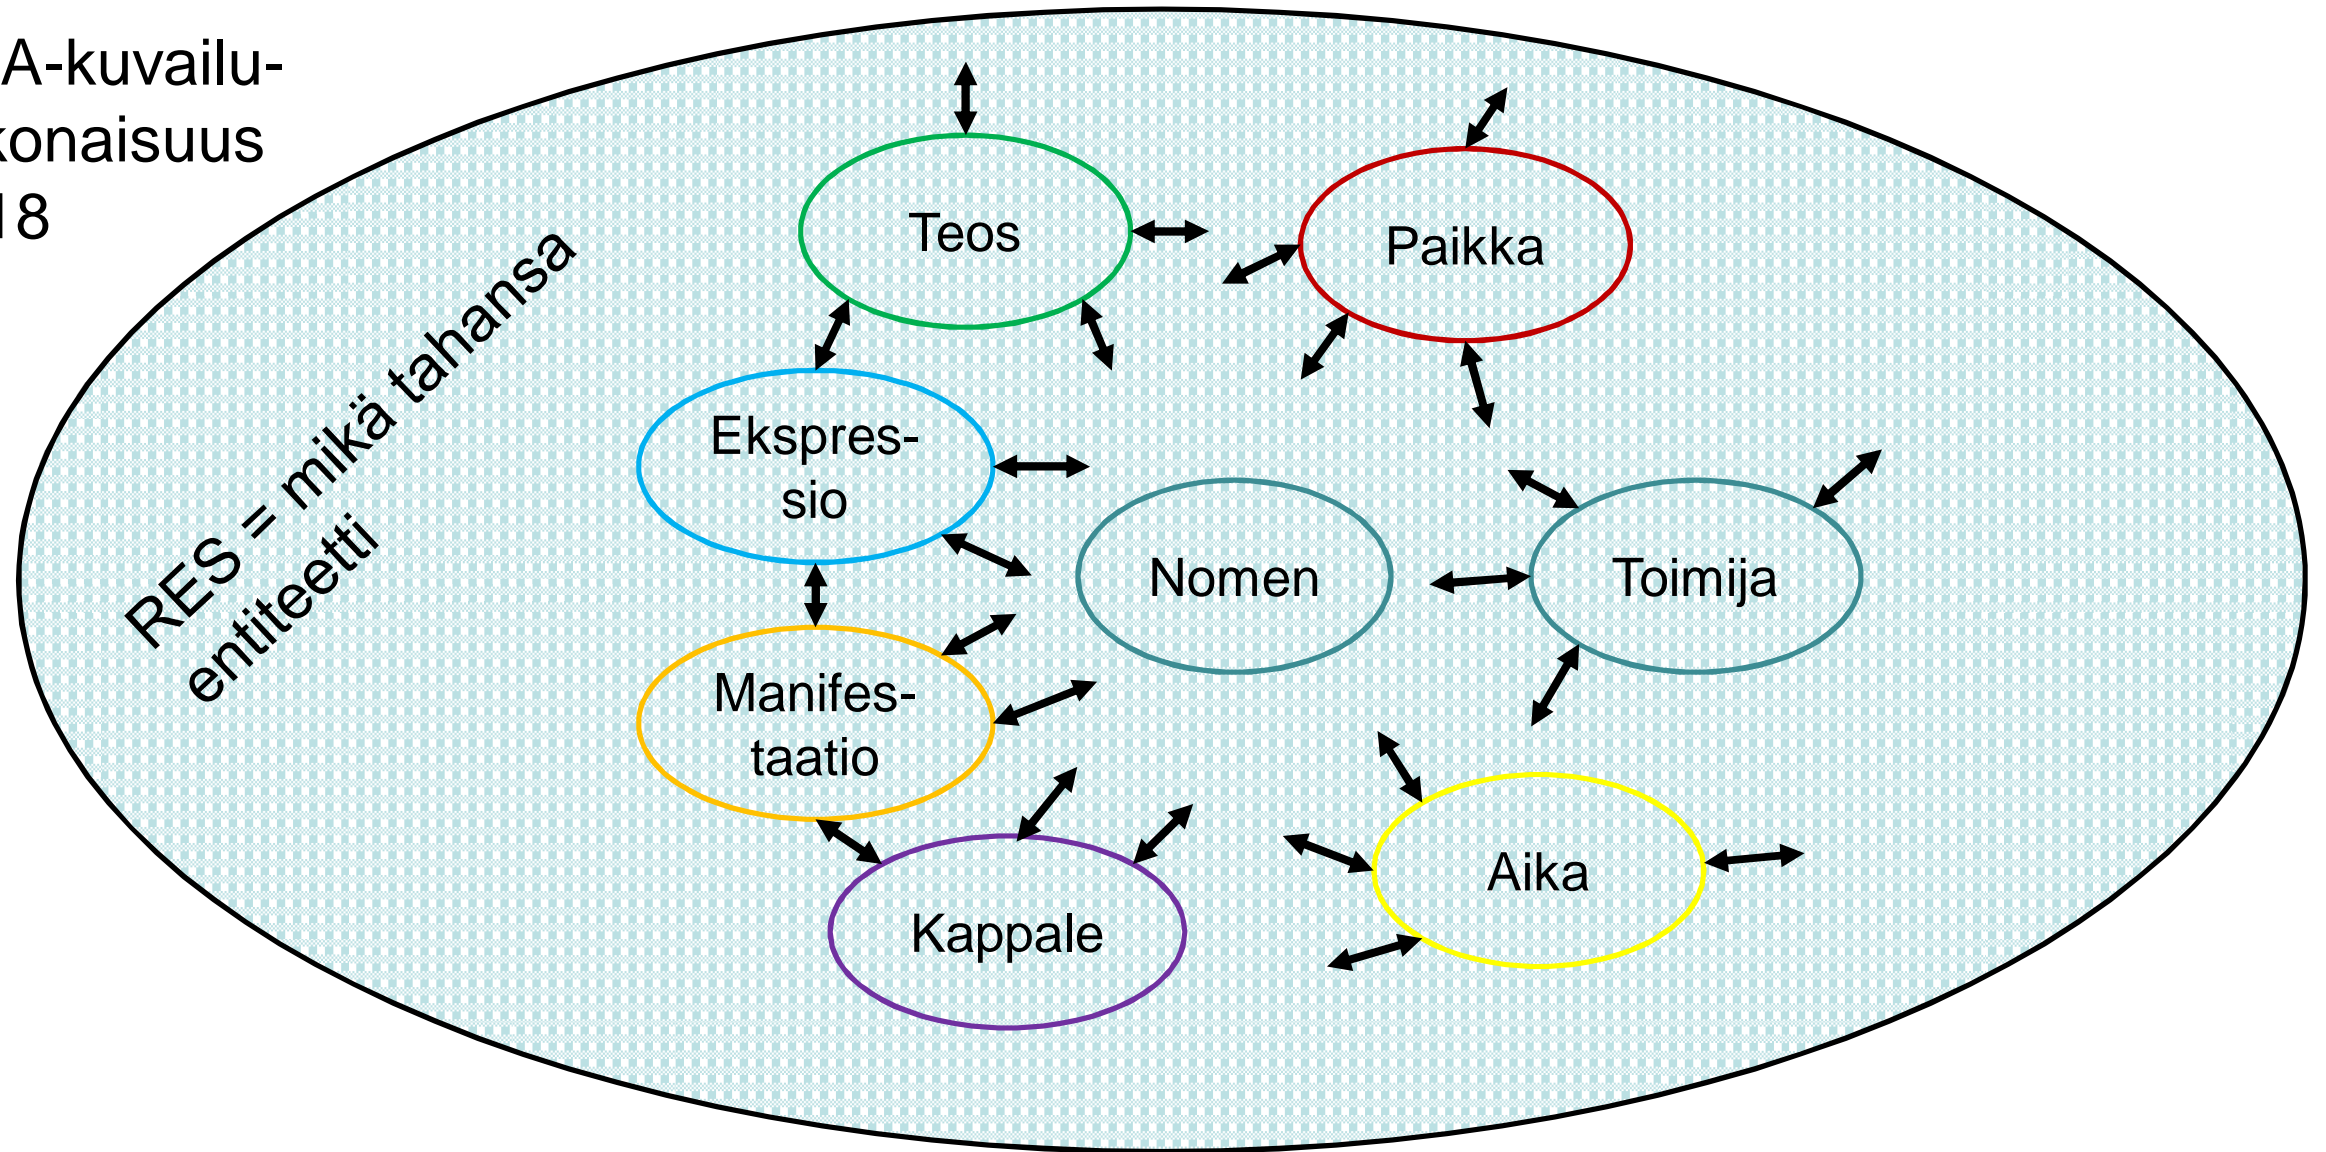 A-kuvailu-
konaisuus
18
RES = mikä tahansa
entiteetti
Teos
Paikka
Ekspres-
sio
Nomen
Toimija
Manifes-
taatio
Aika
Kappale